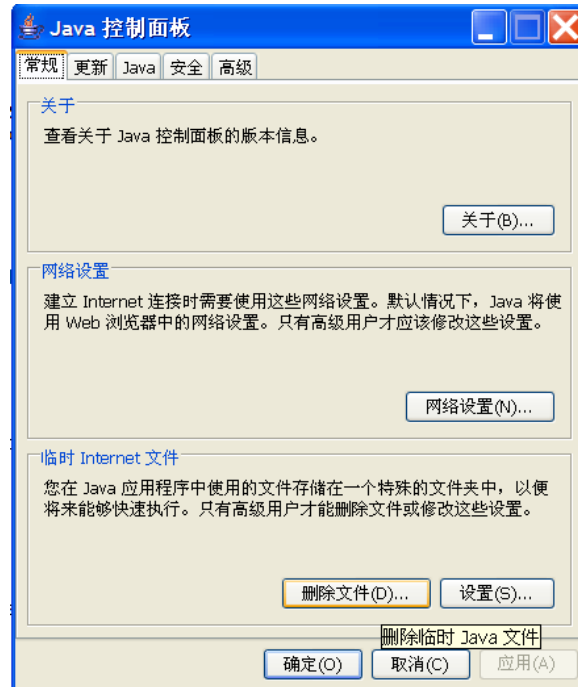 Java 控制面板
常规 更新 Java 安全 高级
关于
查看关于 Java 控制面板的版本信息。
关于(B)...
网络设置
建立 Internet 连接时需要使用这些网络设置。默认情况下，Java 将使
用 Web 浏览器中的网络设置。只有高级用户才应该修改这些设置。
网络设置(N)...
临时 Internet 文件
您在 Java 应用程序中使用的文件存储在一个特殊的文件夹中，以便
将来能够快速执行。只有高级用户才能删除文件或修改这些设置。
删除文件(D)... 设置(S)...
删除临时 Java 文件
确定(O) 取消(C) 应用(A)